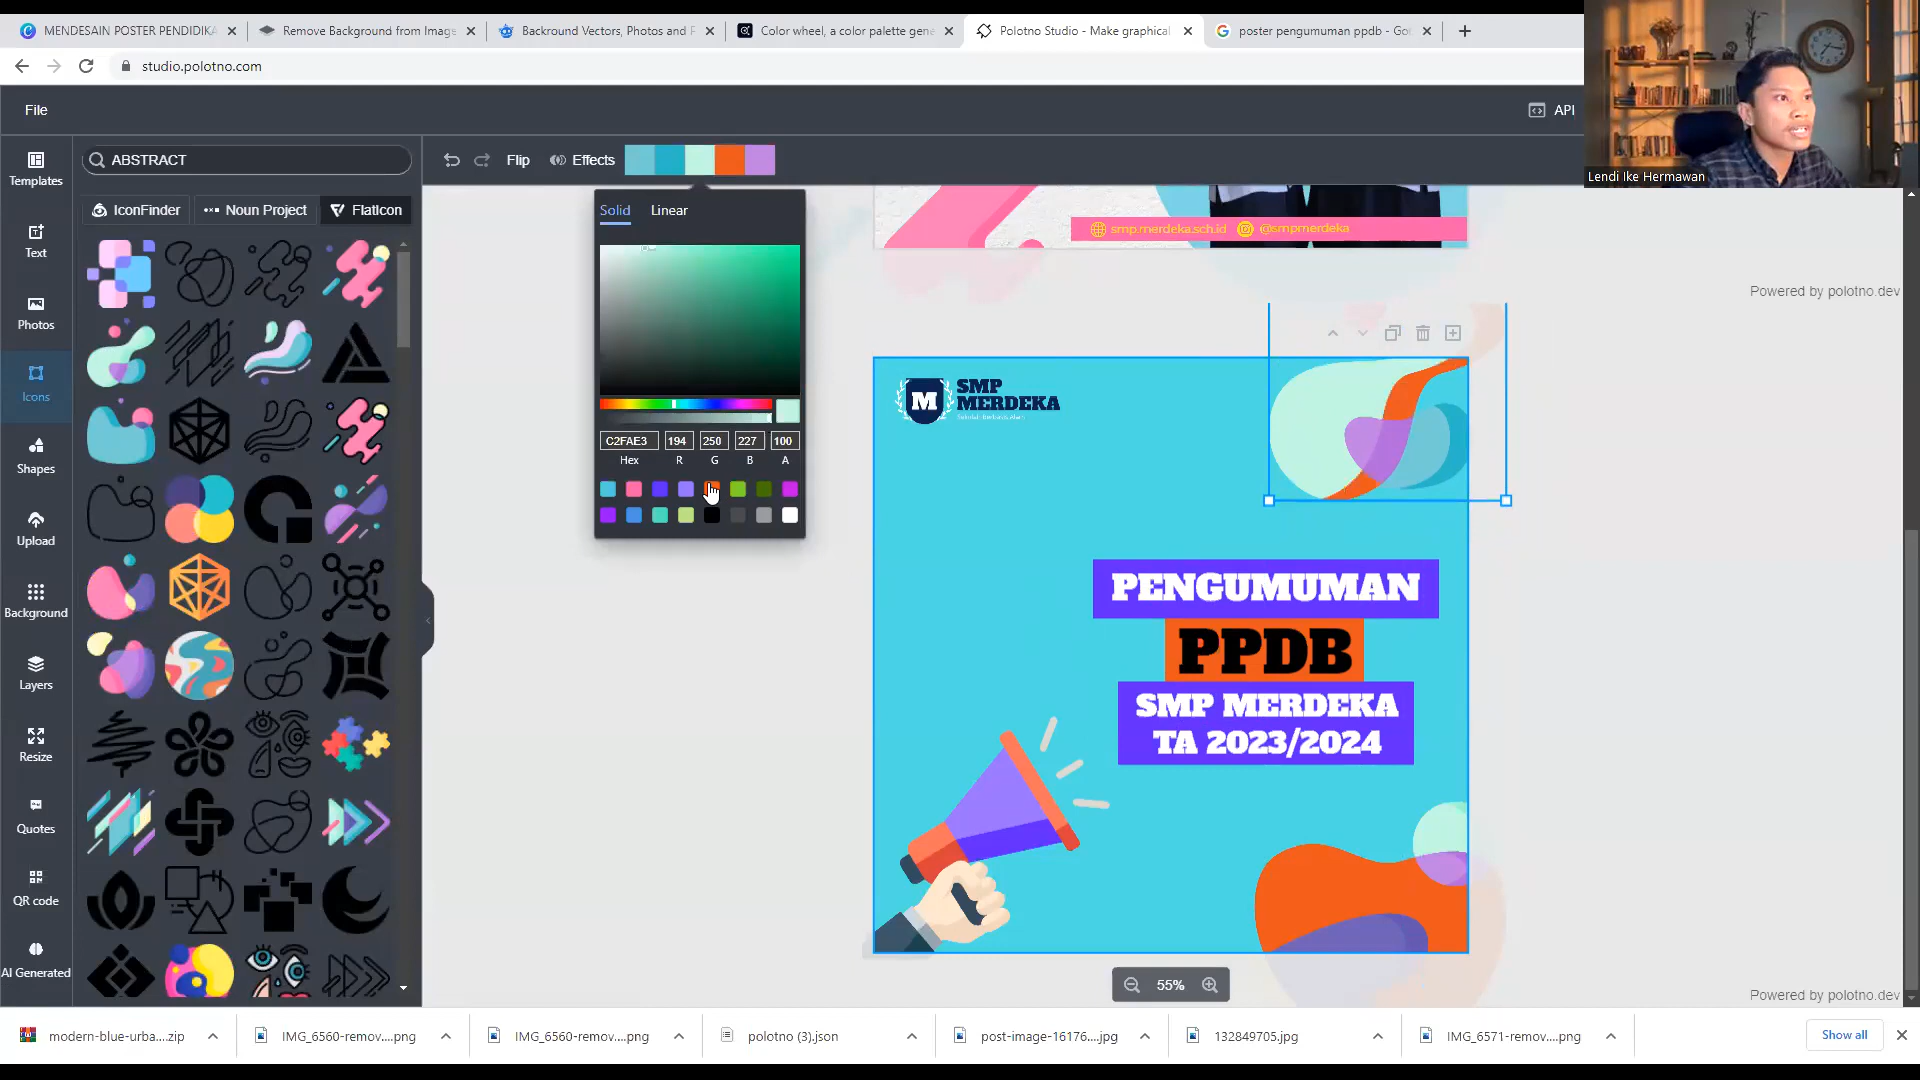 MENDESAIN POSTER PENDIDIKA
Remove Background from Image
Backround Vectors, Photos and F
Color wheel, a color palette gene
Polotno Studio - Make graphical
poster pengumuman ppdb - Go
studio.polotno.com
File
API
Lendi Ike Hermawan
Templates
Text
Photos
Icons
Shapes
Upload
Background
Layers
Resize
Quotes
QR code
AI Generated
ABSTRACT
IconFinder
Noun Project
FlatIcon
Flip
Effects
Solid
Linear
C2FAE3
194
250
227
100
Hex
R
G
B
A
smp.merdeka.sch.id
@smpmerdeka
Powered by polotno.dev
M
SMP
MERDEKA
Sekolah Berbasis Alam
PENGUMUMAN
PPDB
SMP MERDEKA
TA 2023/2024
55%
Powered by polotno.dev
modern-blue-urba....zip
IMG_6560-remov....png
IMG_6560-remov....png
polotno (3).json
post-image-16176....jpg
132849705.jpg
IMG_6571-remov....png
Show all